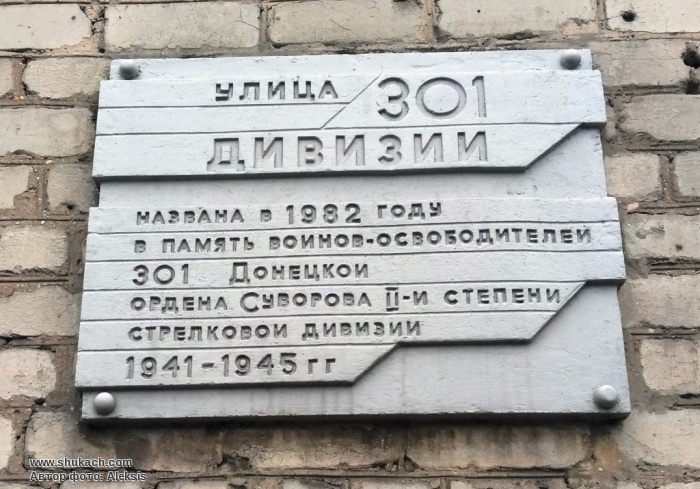 УЛИЦА 301
ДИВИЗИИ
НАЗВАНА В 1982 ГОДУ
В ПАМЯТЬ ВОИНОВ-ОСВОБОДИТЕЛЕЙ
301 ДОНЕЦКОЙ
ОРДЕНА СУВОРОВА II-Й СТЕПЕНИ
СТРЕЛКОВОЙ ДИВИЗИИ
1941-1945 ГГ
www.shukach.com
Автор фото: Aleksis